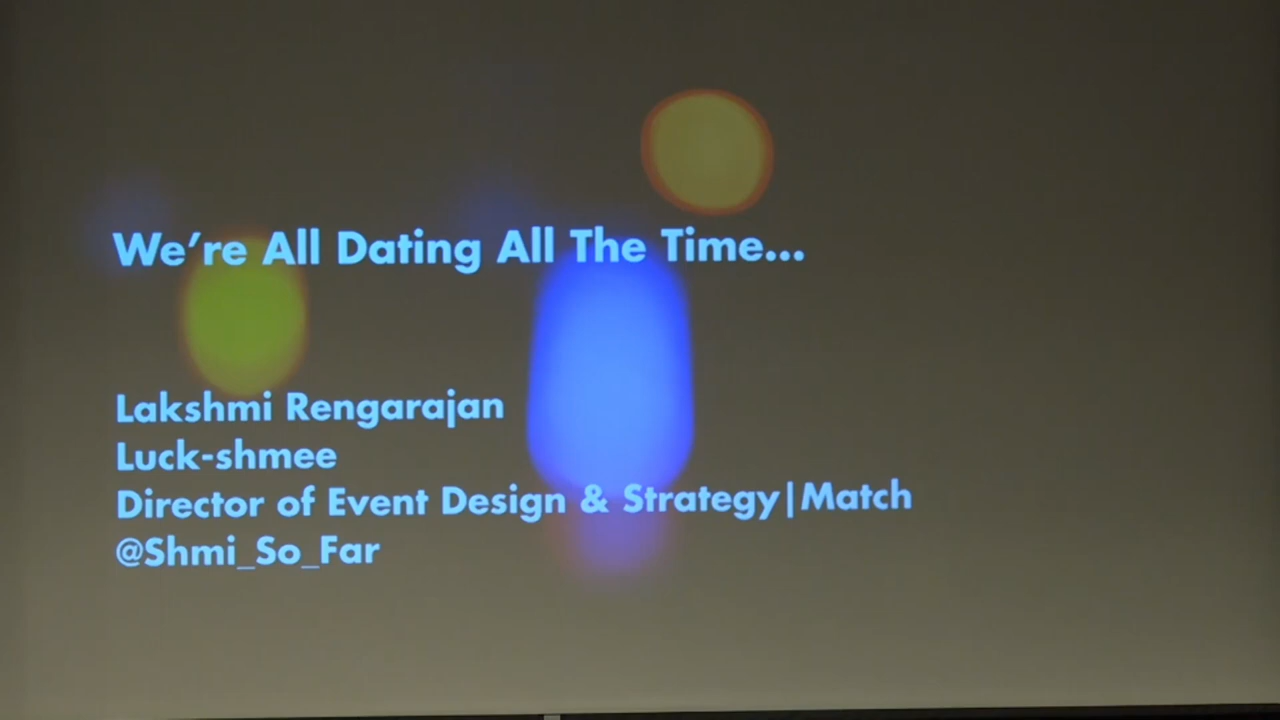 We're All Dating All The Time...
Lakshmi Rengarajan
Luck-shmee
Director of Event Design & Strategy|Match
@Shmi_So_Far